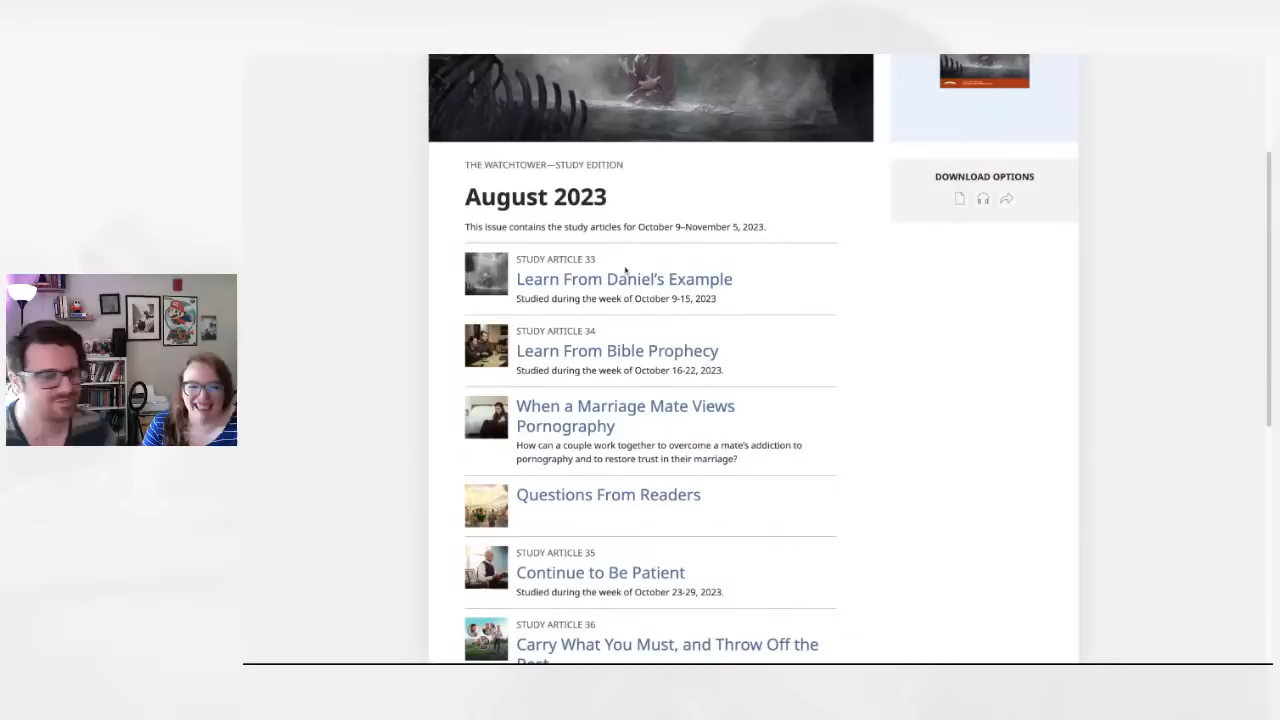 THE WATCHTOWER—STUDY EDITION
August 2023
This issue contains the study articles for October 9–November 5, 2023.
STUDY ARTICLE 33
Learn From Daniel's Example
Studied during the week of October 9-15, 2023
STUDY ARTICLE 34
Learn From Bible Prophecy
Studied during the week of October 16-22, 2023.
When a Marriage Mate Views
Pornography
How can a couple work together to overcome a mate's addiction to
pornography and to restore trust in their marriage?
Questions From Readers
STUDY ARTICLE 35
Continue to Be Patient
Studied during the week of October 23-29, 2023.
STUDY ARTICLE 36
Carry What You Must, and Throw Off the
Rest
DOWNLOAD OPTIONS